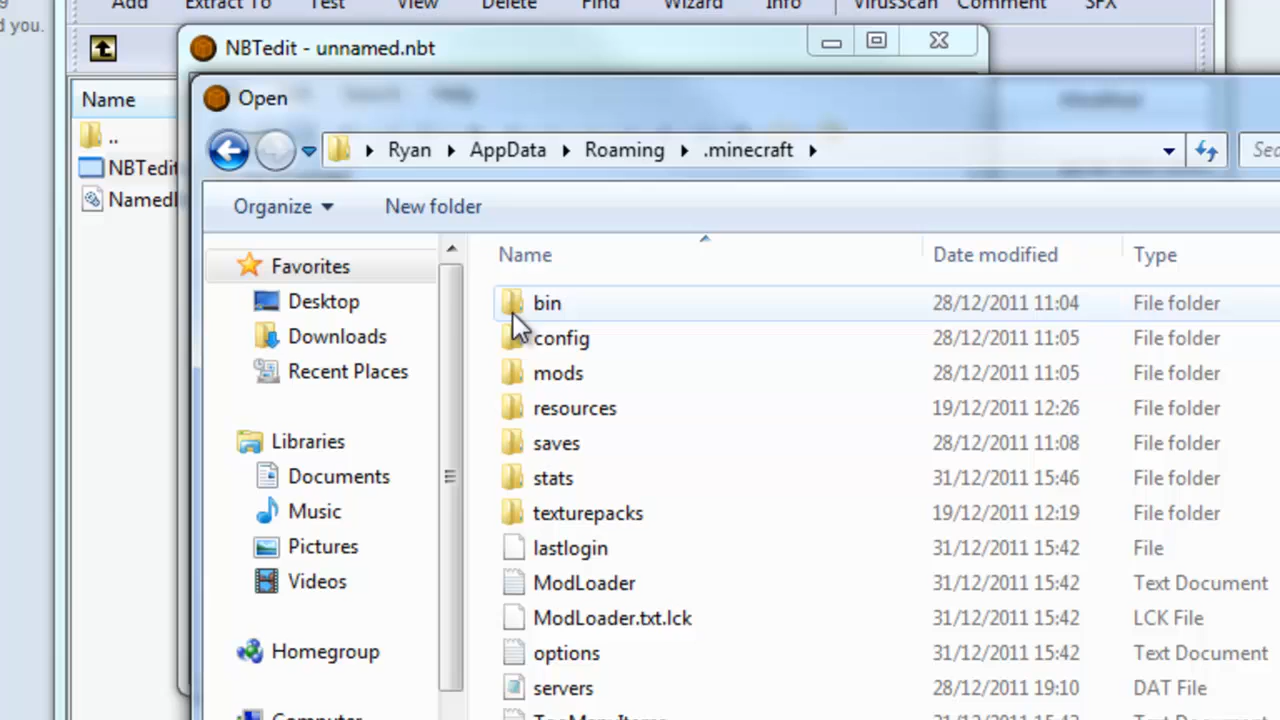 Add Extract To Test View Delete Find Wizard Info VirusScan Comment SFX
d you.
NBTedit - unnamed.nbt
Name
Open
..
Ryan AppData Roaming .minecraft
NBTedit
Organize New folder
Favorites
Name Date modified Type
Desktop
bin 28/12/2011 11:04 File folder
Downloads
config 28/12/2011 11:05 File folder
Recent Places
mods 28/12/2011 11:05 File folder
resources 19/12/2011 12:26 File folder
Libraries
saves 28/12/2011 11:08 File folder
Documents
stats 31/12/2011 15:46 File folder
Music
texturepacks 19/12/2011 12:19 File folder
Pictures
lastlogin 31/12/2011 15:42 File
Videos
ModLoader 31/12/2011 15:42 Text Document
ModLoader.txt.lck 31/12/2011 15:42 LCK File
Homegroup
options 31/12/2011 15:42 Text Document
servers 28/12/2011 19:10 DAT File
Computer